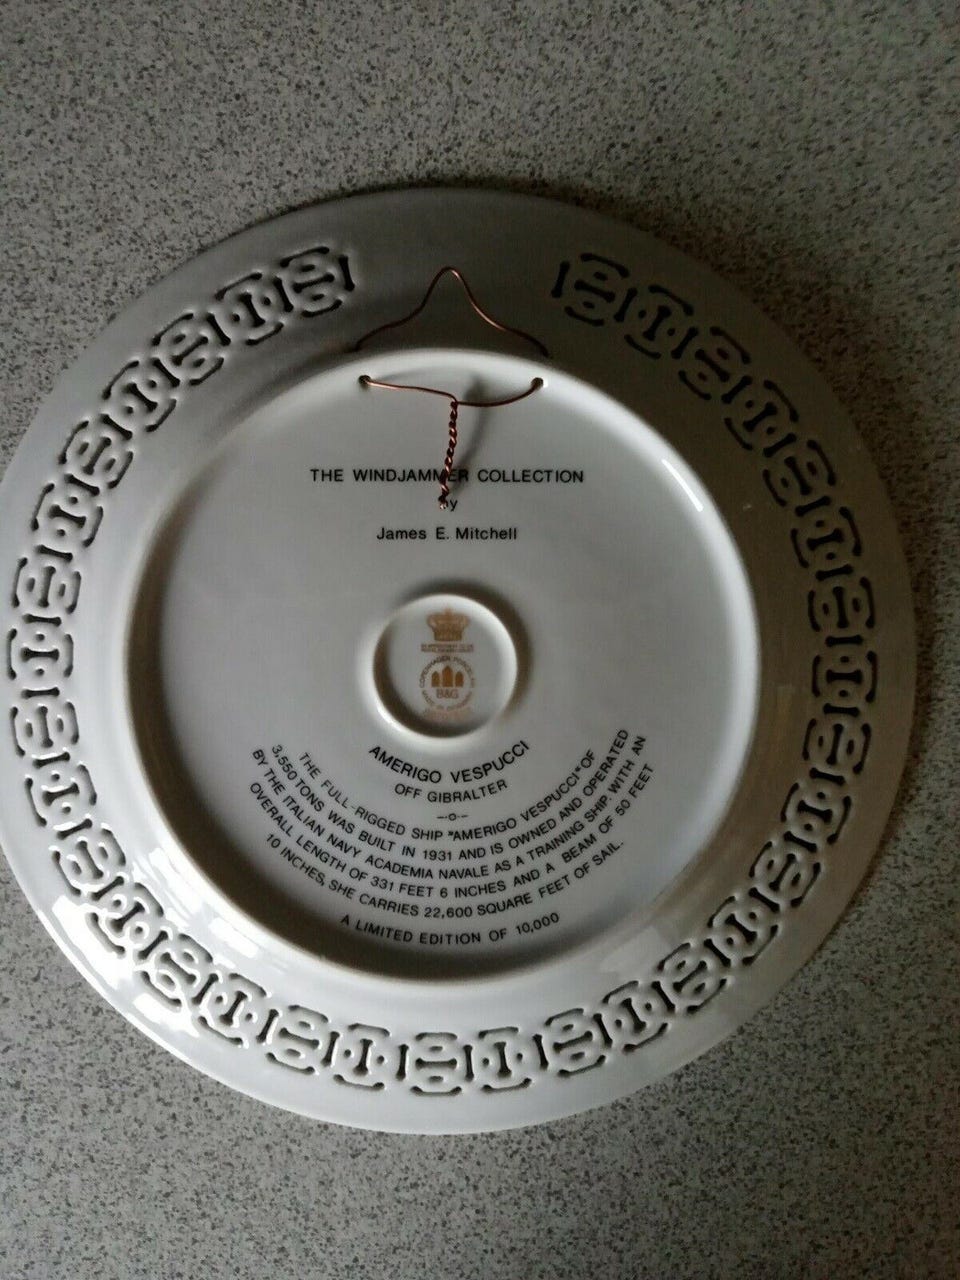 THE WINDJAMMER COLLECTION
by
James E. Mitchell
COPENHAGEN PORCELAIN
B&G
AMERIGO VESPUCCI
OFF GIBRALTER
-o-
THE FULL-RIGGED SHIP "AMERIGO VESPUCCI" OF
3,550 TONS WAS BUILT IN 1931 AND IS OWNED AND OPERATED
BY THE ITALIAN NAVY ACADEMIA NAVALE AS A TRAINING SHIP. WITH AN
OVERALL LENGTH OF 331 FEET 6 INCHES AND A BEAM OF 50 FEET
10 INCHES, SHE CARRIES 22,600 SQUARE FEET OF SAIL.
A LIMITED EDITION OF 10,000